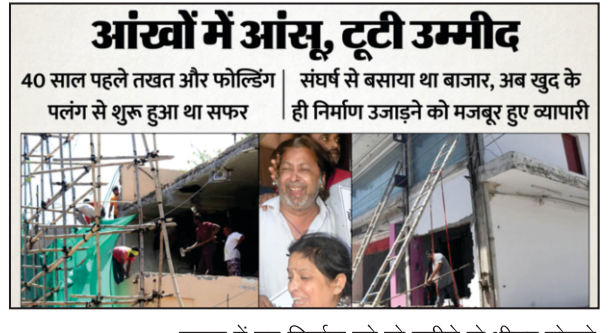 आंखों में आंसू, टूटी उम्मीद
40 साल पहले तखत और फोल्डिंग
पलंग से शुरू हुआ था सफर
संघर्ष से बसाया था बाजार, अब खुद के
ही निर्माण उजाड़ने को मजबूर हुए व्यापारी